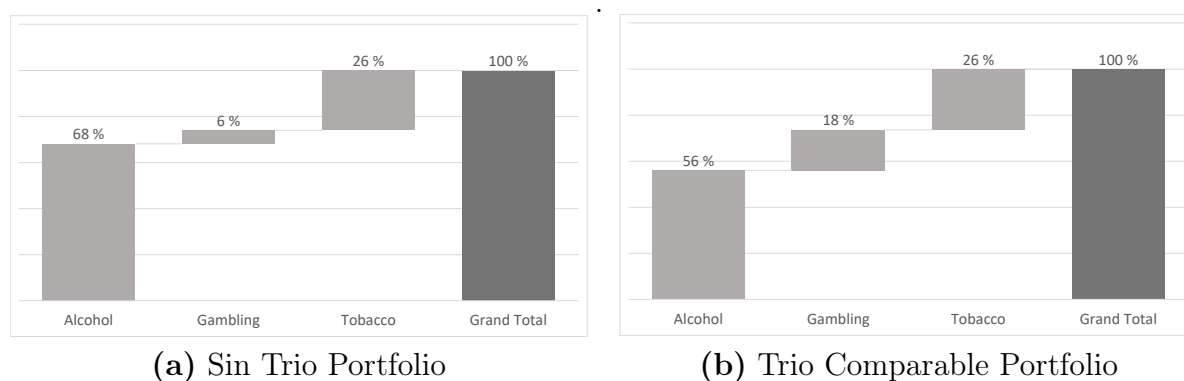 .
26 %
100 %
6 %
68 %
Alcohol
Gambling
Tobacco
Grand Total
(a) Sin Trio Portfolio
26 %
100 %
18 %
56 %
Alcohol
Gambling
Tobacco
Grand Total
(b) Trio Comparable Portfolio